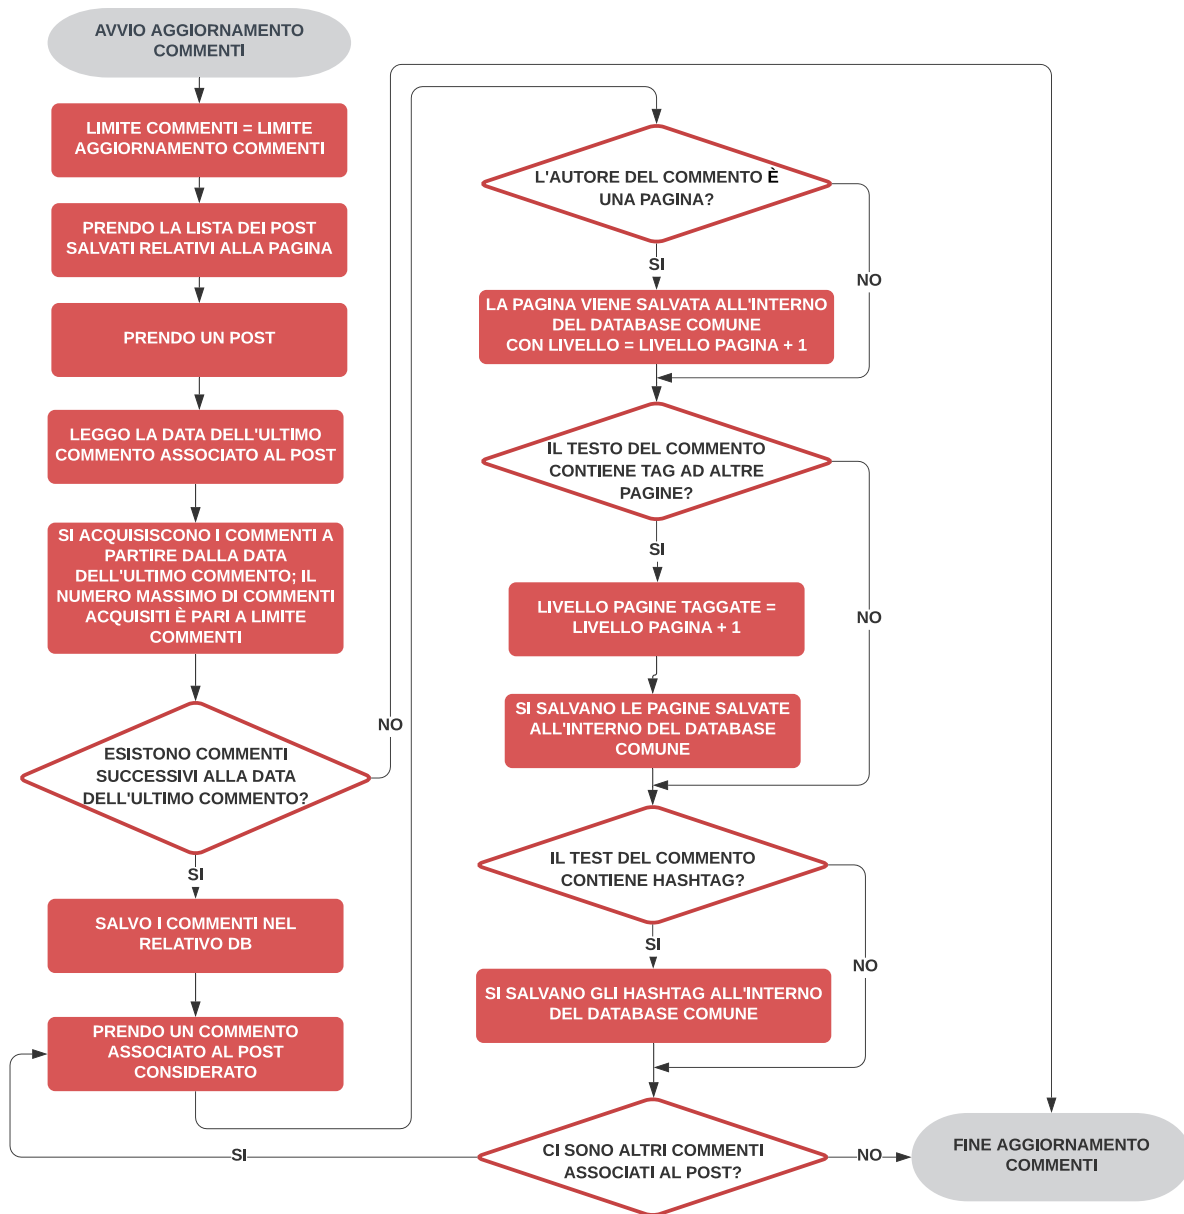 AVVIO AGGIORNAMENTO
COMMENTI
LIMITE COMMENTI = LIMITE
AGGIORNAMENTO COMMENTI
PRENDO LA LISTA DEI POST
SALVATI RELATIVI ALLA PAGINA
PRENDO UN POST
LEGGO LA DATA DELL'ULTIMO
COMMENTO ASSOCIATO AL POST
SI ACQUISISCONO I COMMENTI A
PARTIRE DALLA DATA
DELL'ULTIMO COMMENTO; IL
NUMERO MASSIMO DI COMMENTI
ACQUISITI È PARI A LIMITE
COMMENTI
ESISTONO COMMENTI
SUCCESSIVI ALLA DATA
DELL'ULTIMO COMMENTO?
NO
SI
SALVO I COMMENTI NEL
RELATIVO DB
PRENDO UN COMMENTO
ASSOCIATO AL POST
CONSIDERATO
L'AUTORE DEL COMMENTO È
UNA PAGINA?
SI
NO
LA PAGINA VIENE SALVATA ALL'INTERNO
DEL DATABASE COMUNE
CON LIVELLO = LIVELLO PAGINA + 1
IL TESTO DEL COMMENTO
CONTIENE TAG AD ALTRE
PAGINE?
SI
NO
LIVELLO PAGINE TAGGATE =
LIVELLO PAGINA + 1
SI SALVANO LE PAGINE SALVATE
ALL'INTERNO DEL DATABASE
COMUNE
IL TEST DEL COMMENTO
CONTIENE HASHTAG?
SI
NO
SI SALVANO GLI HASHTAG ALL'INTERNO
DEL DATABASE COMUNE
CI SONO ALTRI COMMENTI
ASSOCIATI AL POST?
SI
NO
FINE AGGIORNAMENTO
COMMENTI